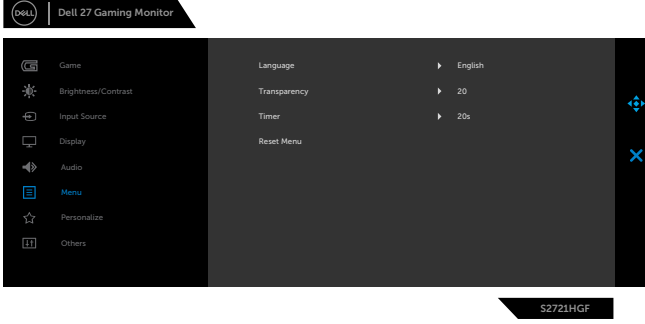 DELL Dell 27 Gaming Monitor
Game
Brightness/Contrast
Input Source
Display
Audio
Menu
Personalize
Others
Language English
Transparency 20
Timer 20s
Reset Menu
S2721HGF